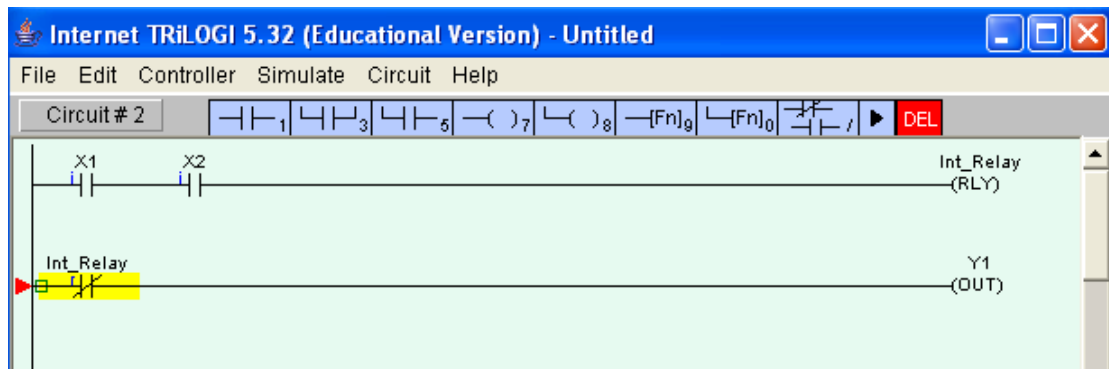 Internet TRiLOGI 5.32 (Educational Version) - Untitled
File Edit Controller Simulate Circuit Help
Circuit # 2 1 3 5 7 8 [Fn]9 [Fn]0 / DEL
X1 X2 Int_Relay
i i (RLY)
Int_Relay Y1
r (OUT)